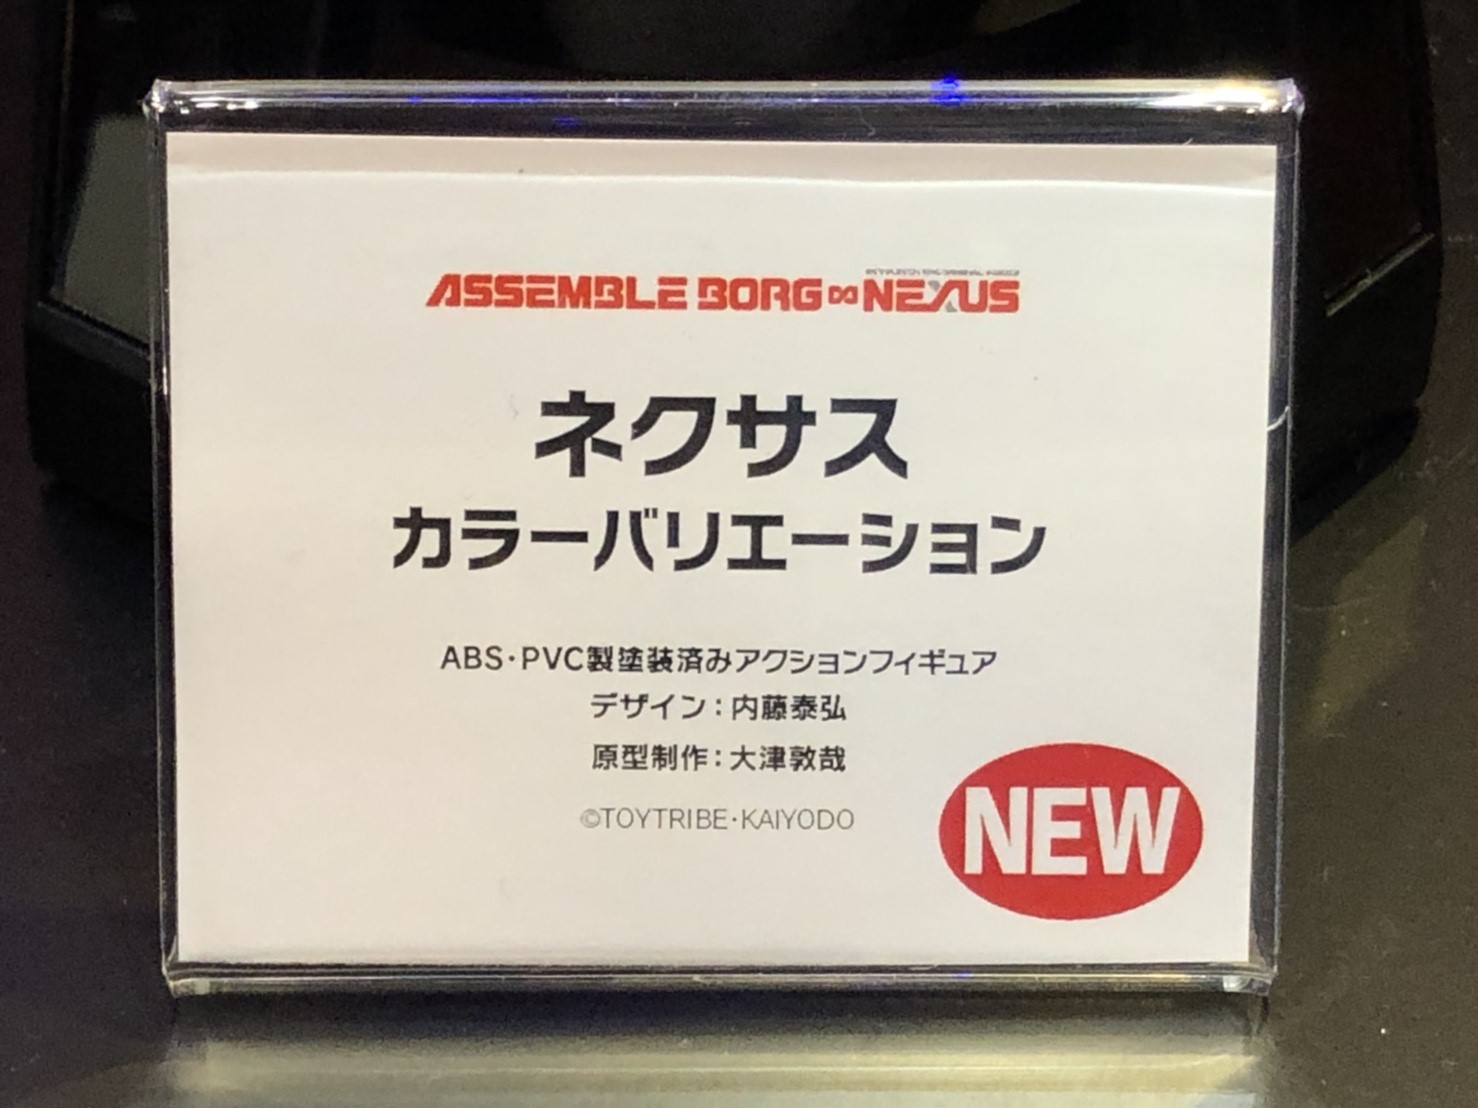 ASSEMBLE BORG∞NEXUS
ネクサス
カラーバリエーション
ABS・PVC製塗装済みアクションフィギュア
デザイン：内藤泰弘
原型制作：大津敦哉
©TOYTRIBE・KAIYODO
NEW